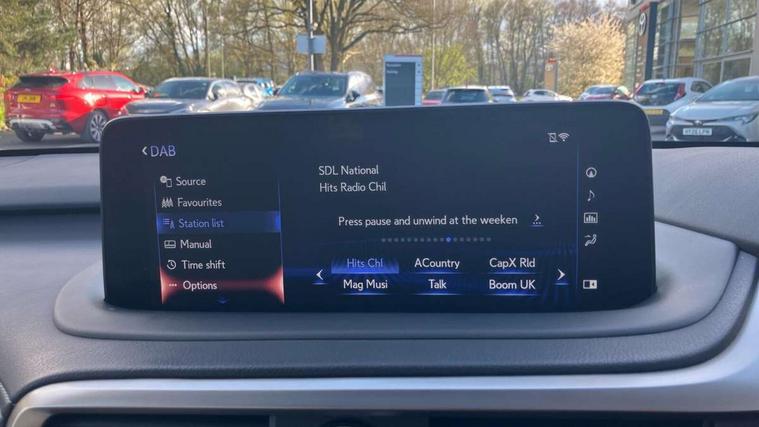 DAB
SDL National
Hits Radio Chil
Source
Favourites
Station list
Manual
Time shift
Options
Press pause and unwind at the weeken
Hits Chl
ACountry
CapX Rld
Mag Musi
Talk
Boom UK